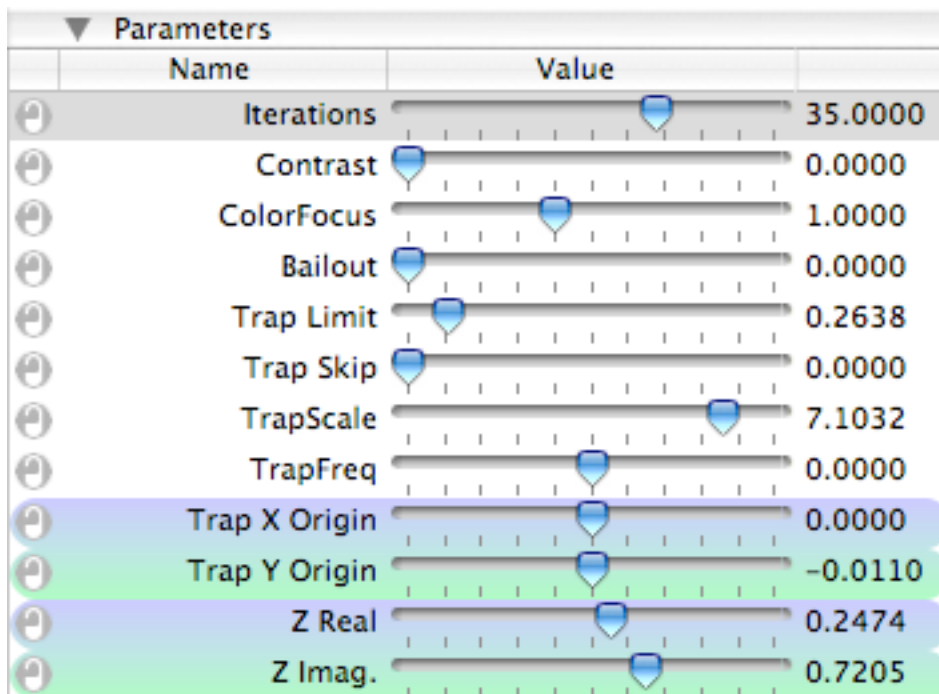 Parameters
Name Value
Iterations 35.0000
Contrast 0.0000
ColorFocus 1.0000
Bailout 0.0000
Trap Limit 0.2638
Trap Skip 0.0000
TrapScale 7.1032
TrapFreq 0.0000
Trap X Origin 0.0000
Trap Y Origin -0.0110
Z Real 0.2474
Z Imag. 0.7205